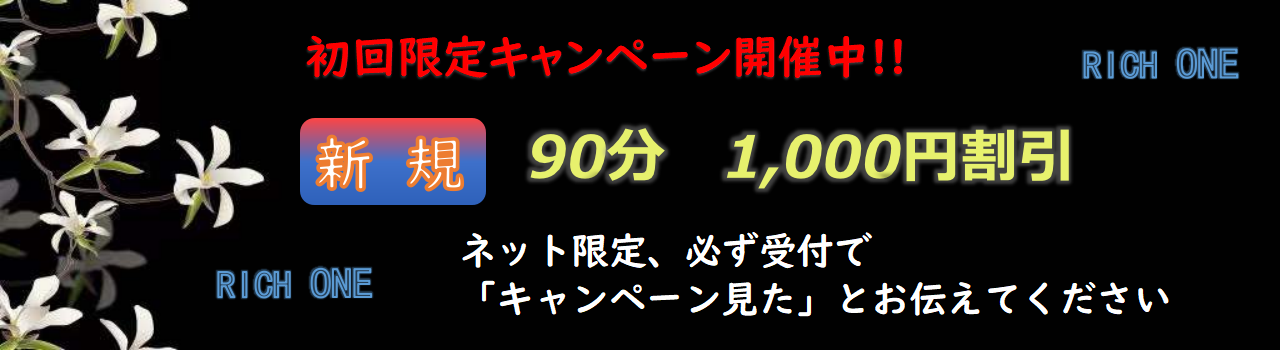 初回限定キャンペーン開催中!!
RICH ONE
新 規
90分 1,000円割引
ネット限定、必ず受付で
「キャンペーン見た」とお伝えてください
RICH ONE